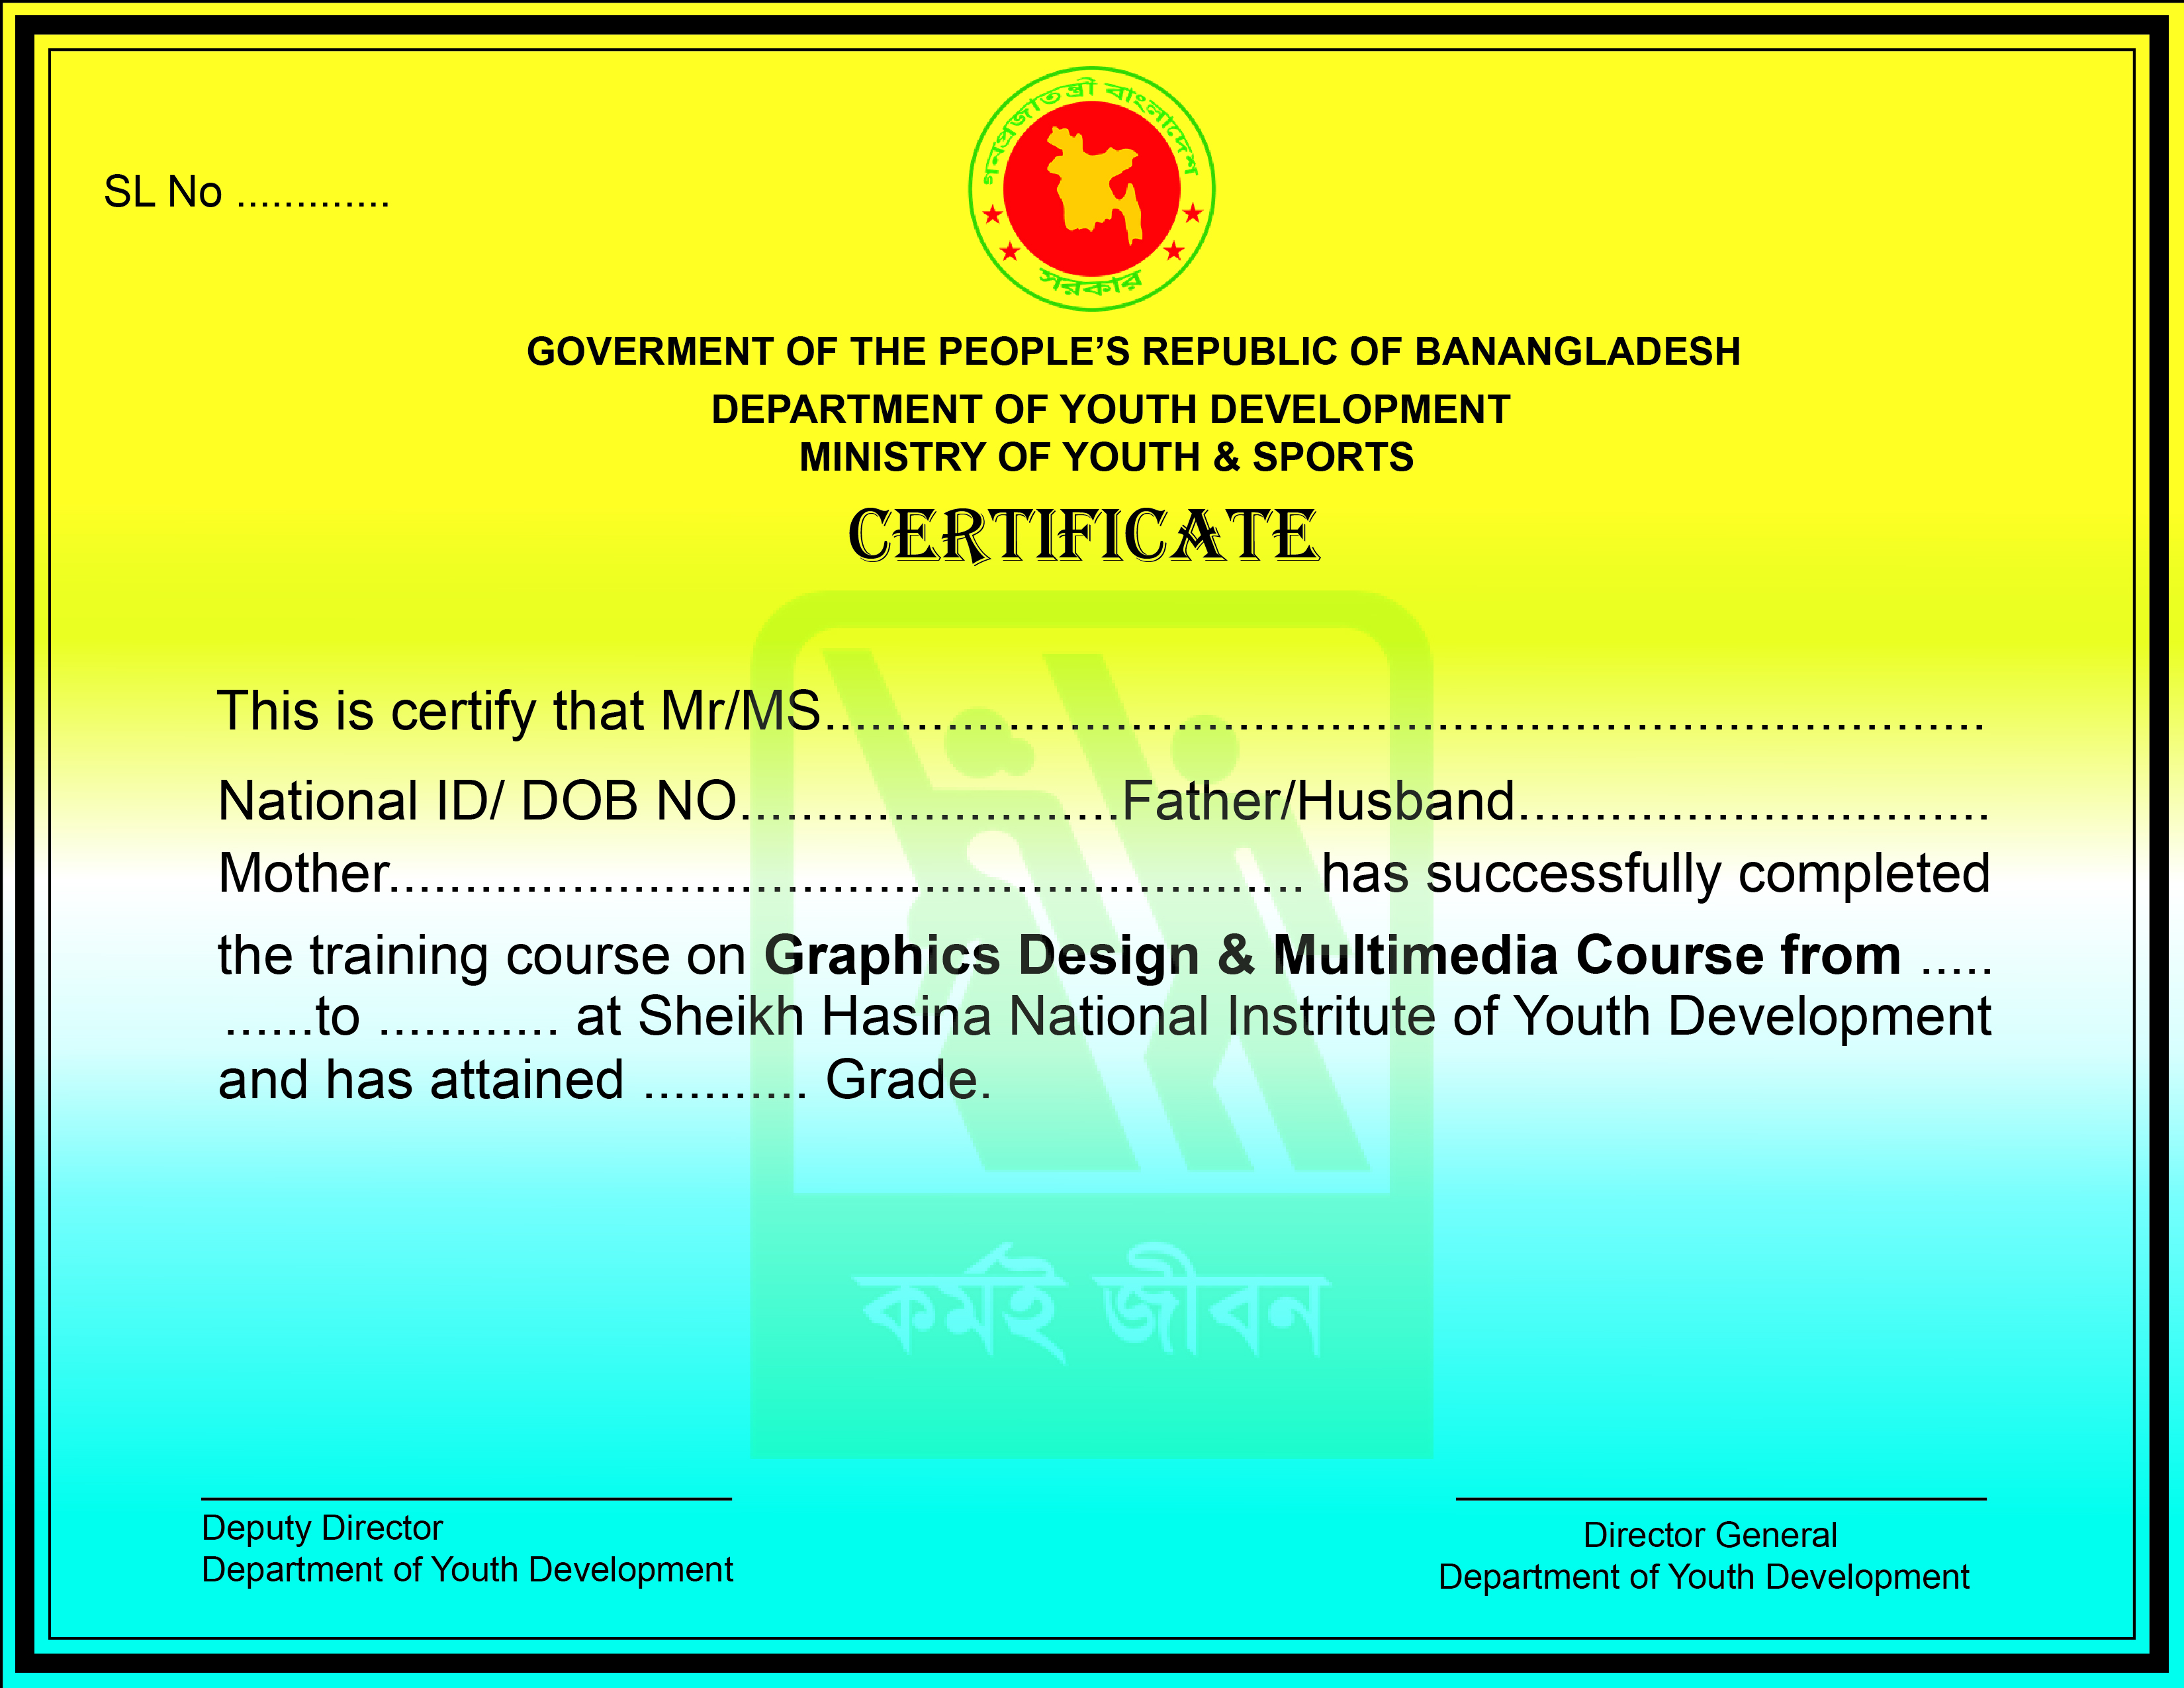 গনপ্রজাতন্ত্রী বাংলাদেশ
সরকার
SL No .............
GOVERMENT OF THE PEOPLE’S REPUBLIC OF BANANGLADESH
DEPARTMENT OF YOUTH DEVELOPMENT
MINISTRY OF YOUTH & SPORTS
CERTIFICATE
This is certify that Mr/MS...........................................................................
National ID/ DOB NO.........................Father/Husband...............................
Mother............................................................ has successfully completed
the training course on Graphics Design & Multimedia Course from .....
......to ............ at Sheikh Hasina National Institute of Youth Development
and has attained ........... Grade.
কর্মই জীবন
Deputy Director
Department of Youth Development
Director General
Department of Youth Development